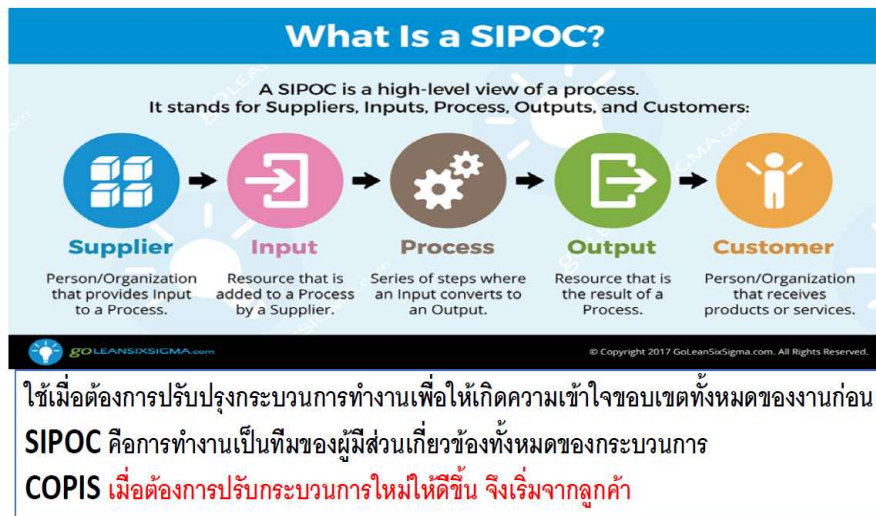 What Is a SIPOC?
A SIPOC is a high-level view of a process.
It stands for Suppliers, Inputs, Process, Outputs, and Customers:
Supplier
Person/Organization
that provides Input
to a Process.
Input
Resource that is
added to a Process
by a Supplier.
Process
Series of steps where
an Input converts to
an Output.
Output
Resource that is
the result of a
Process.
Customer
Person/Organization
that receives
products or services.
goLEANSIXSIGMA.com
© Copyright 2017 GoLeanSixSigma.com. All Rights Reserved.
ใช้เมื่อต้องการปรับปรุงกระบวนการทำงานเพื่อให้เกิดความเข้าใจขอบเขตทั้งหมดของงานก่อน
SIPOC คือการทำงานเป็นทีมของผู้มีส่วนเกี่ยวข้องทั้งหมดของกระบวนการ
COPIS เมื่อต้องการปรับกระบวนการใหม่ให้ดีขึ้น จึงเริ่มจากลูกค้า